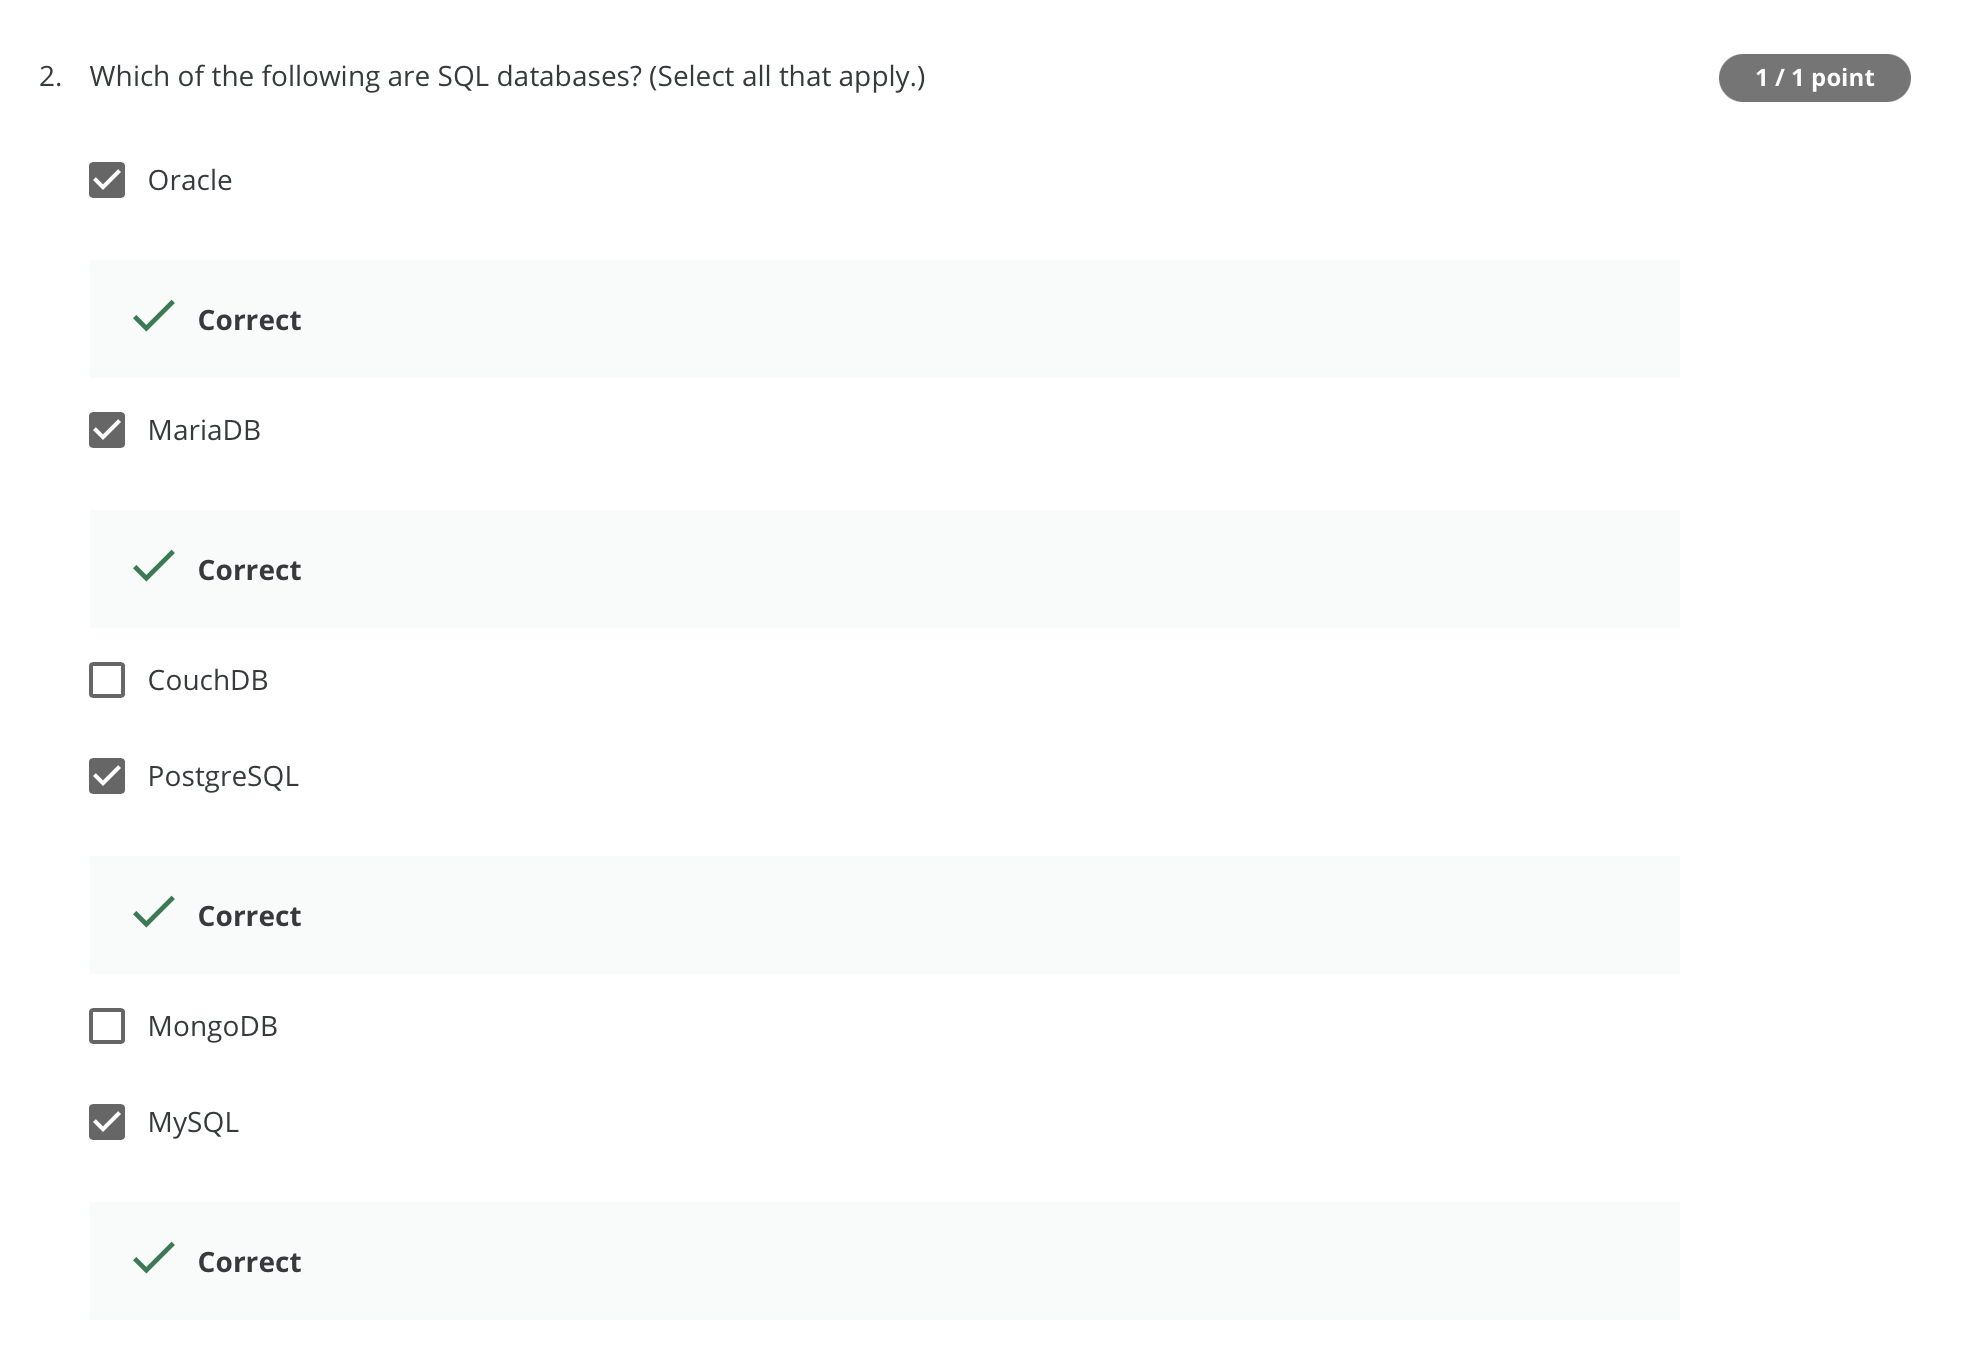 2. Which of the following are SQL databases? (Select all that apply.)
1 / 1 point
Oracle
Correct
MariaDB
Correct
CouchDB
PostgreSQL
Correct
MongoDB
MySQL
Correct